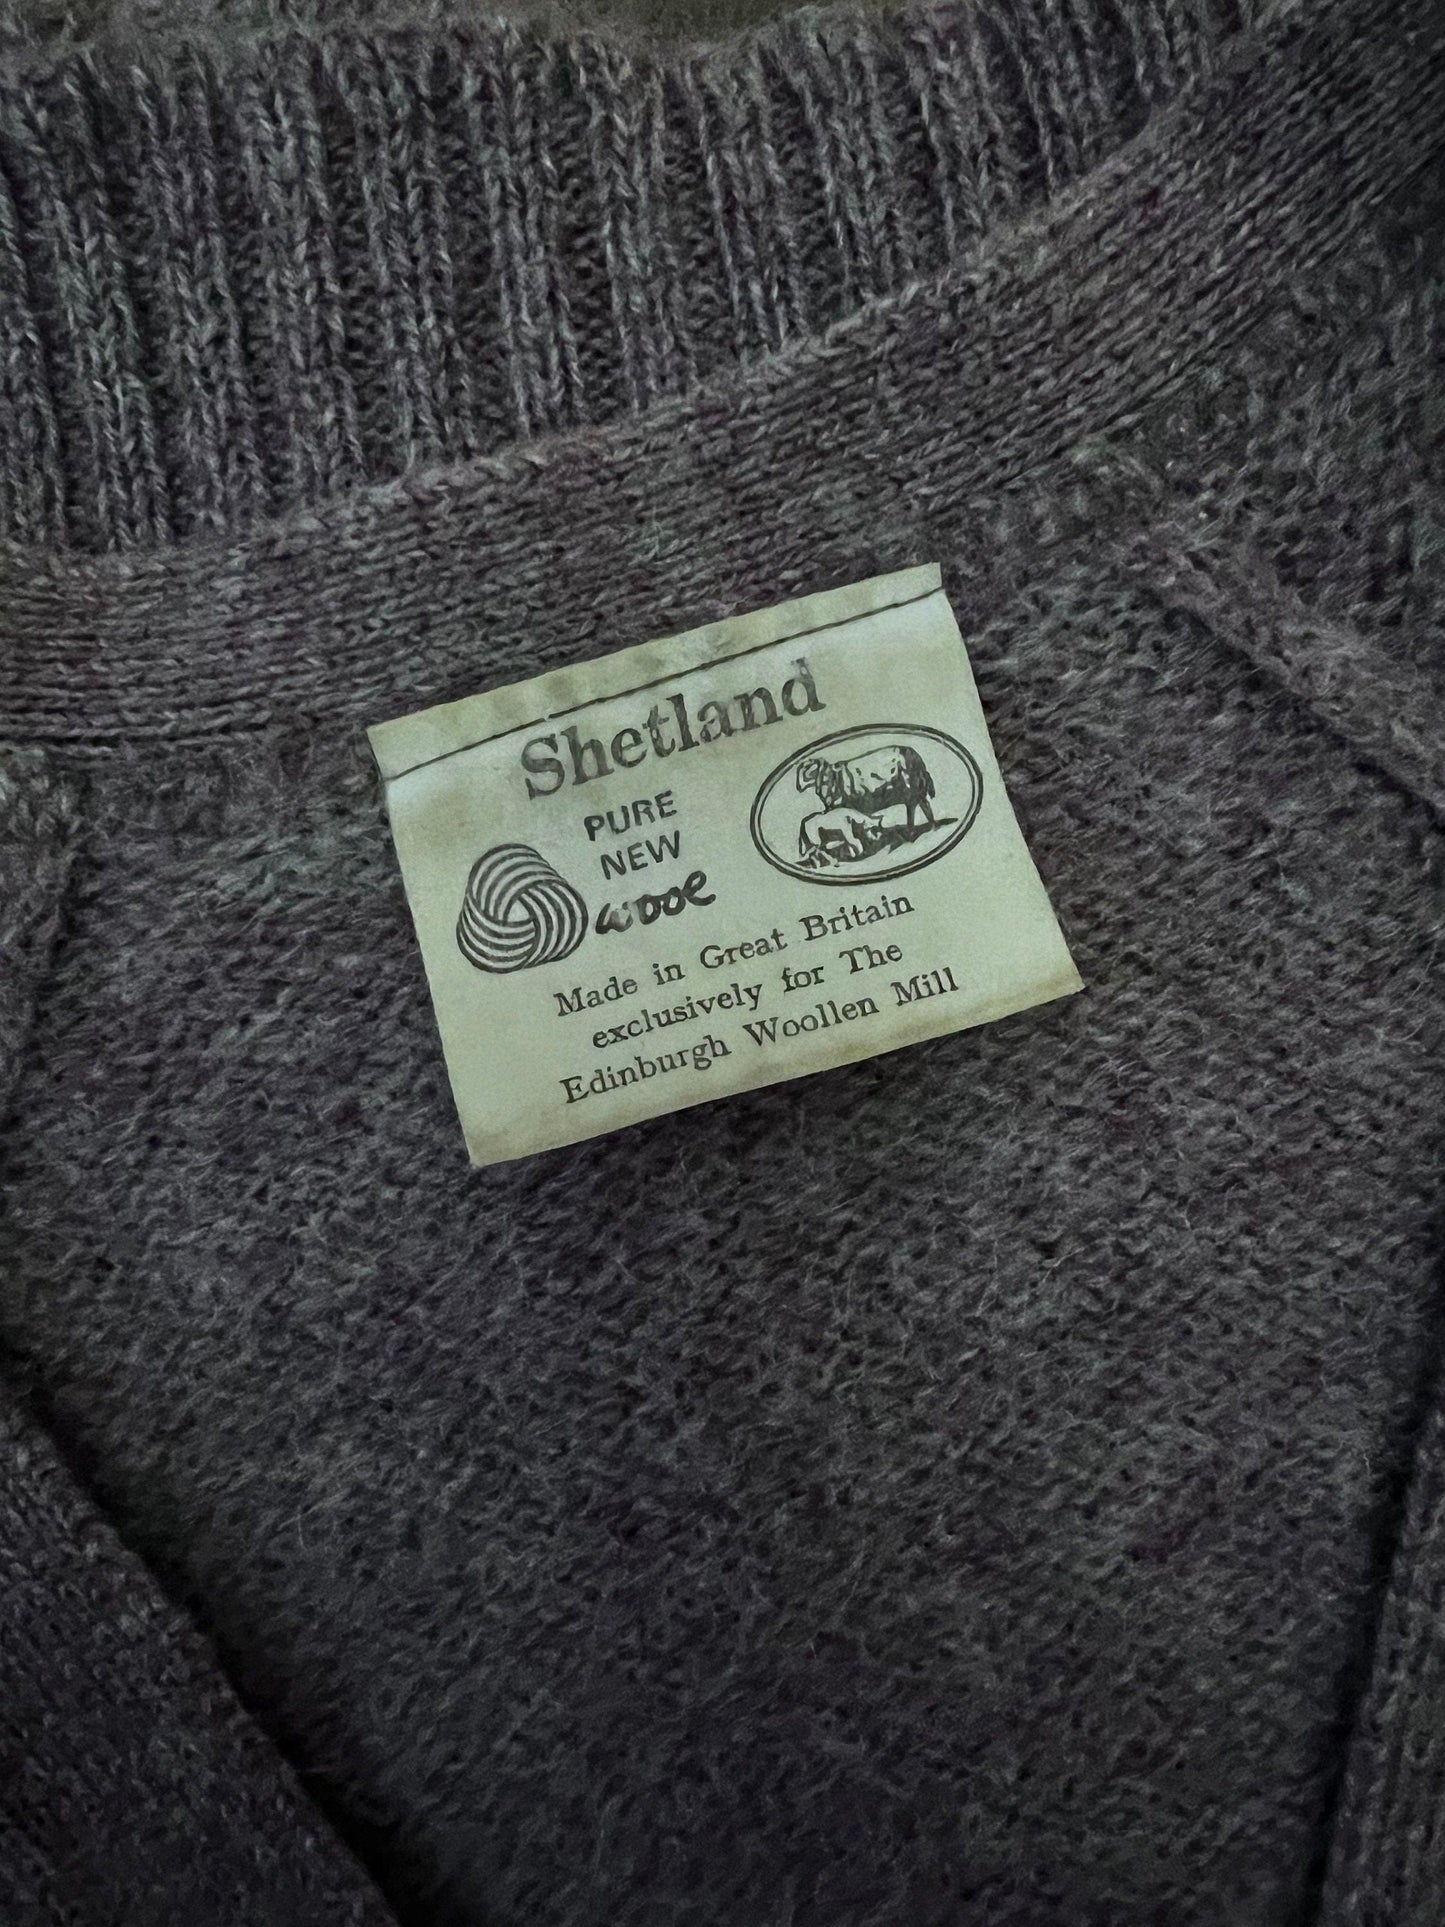 Shetland
PURE
NEW
wool
Made in Great Britain
exclusively for The
Edinburgh Woollen Mill